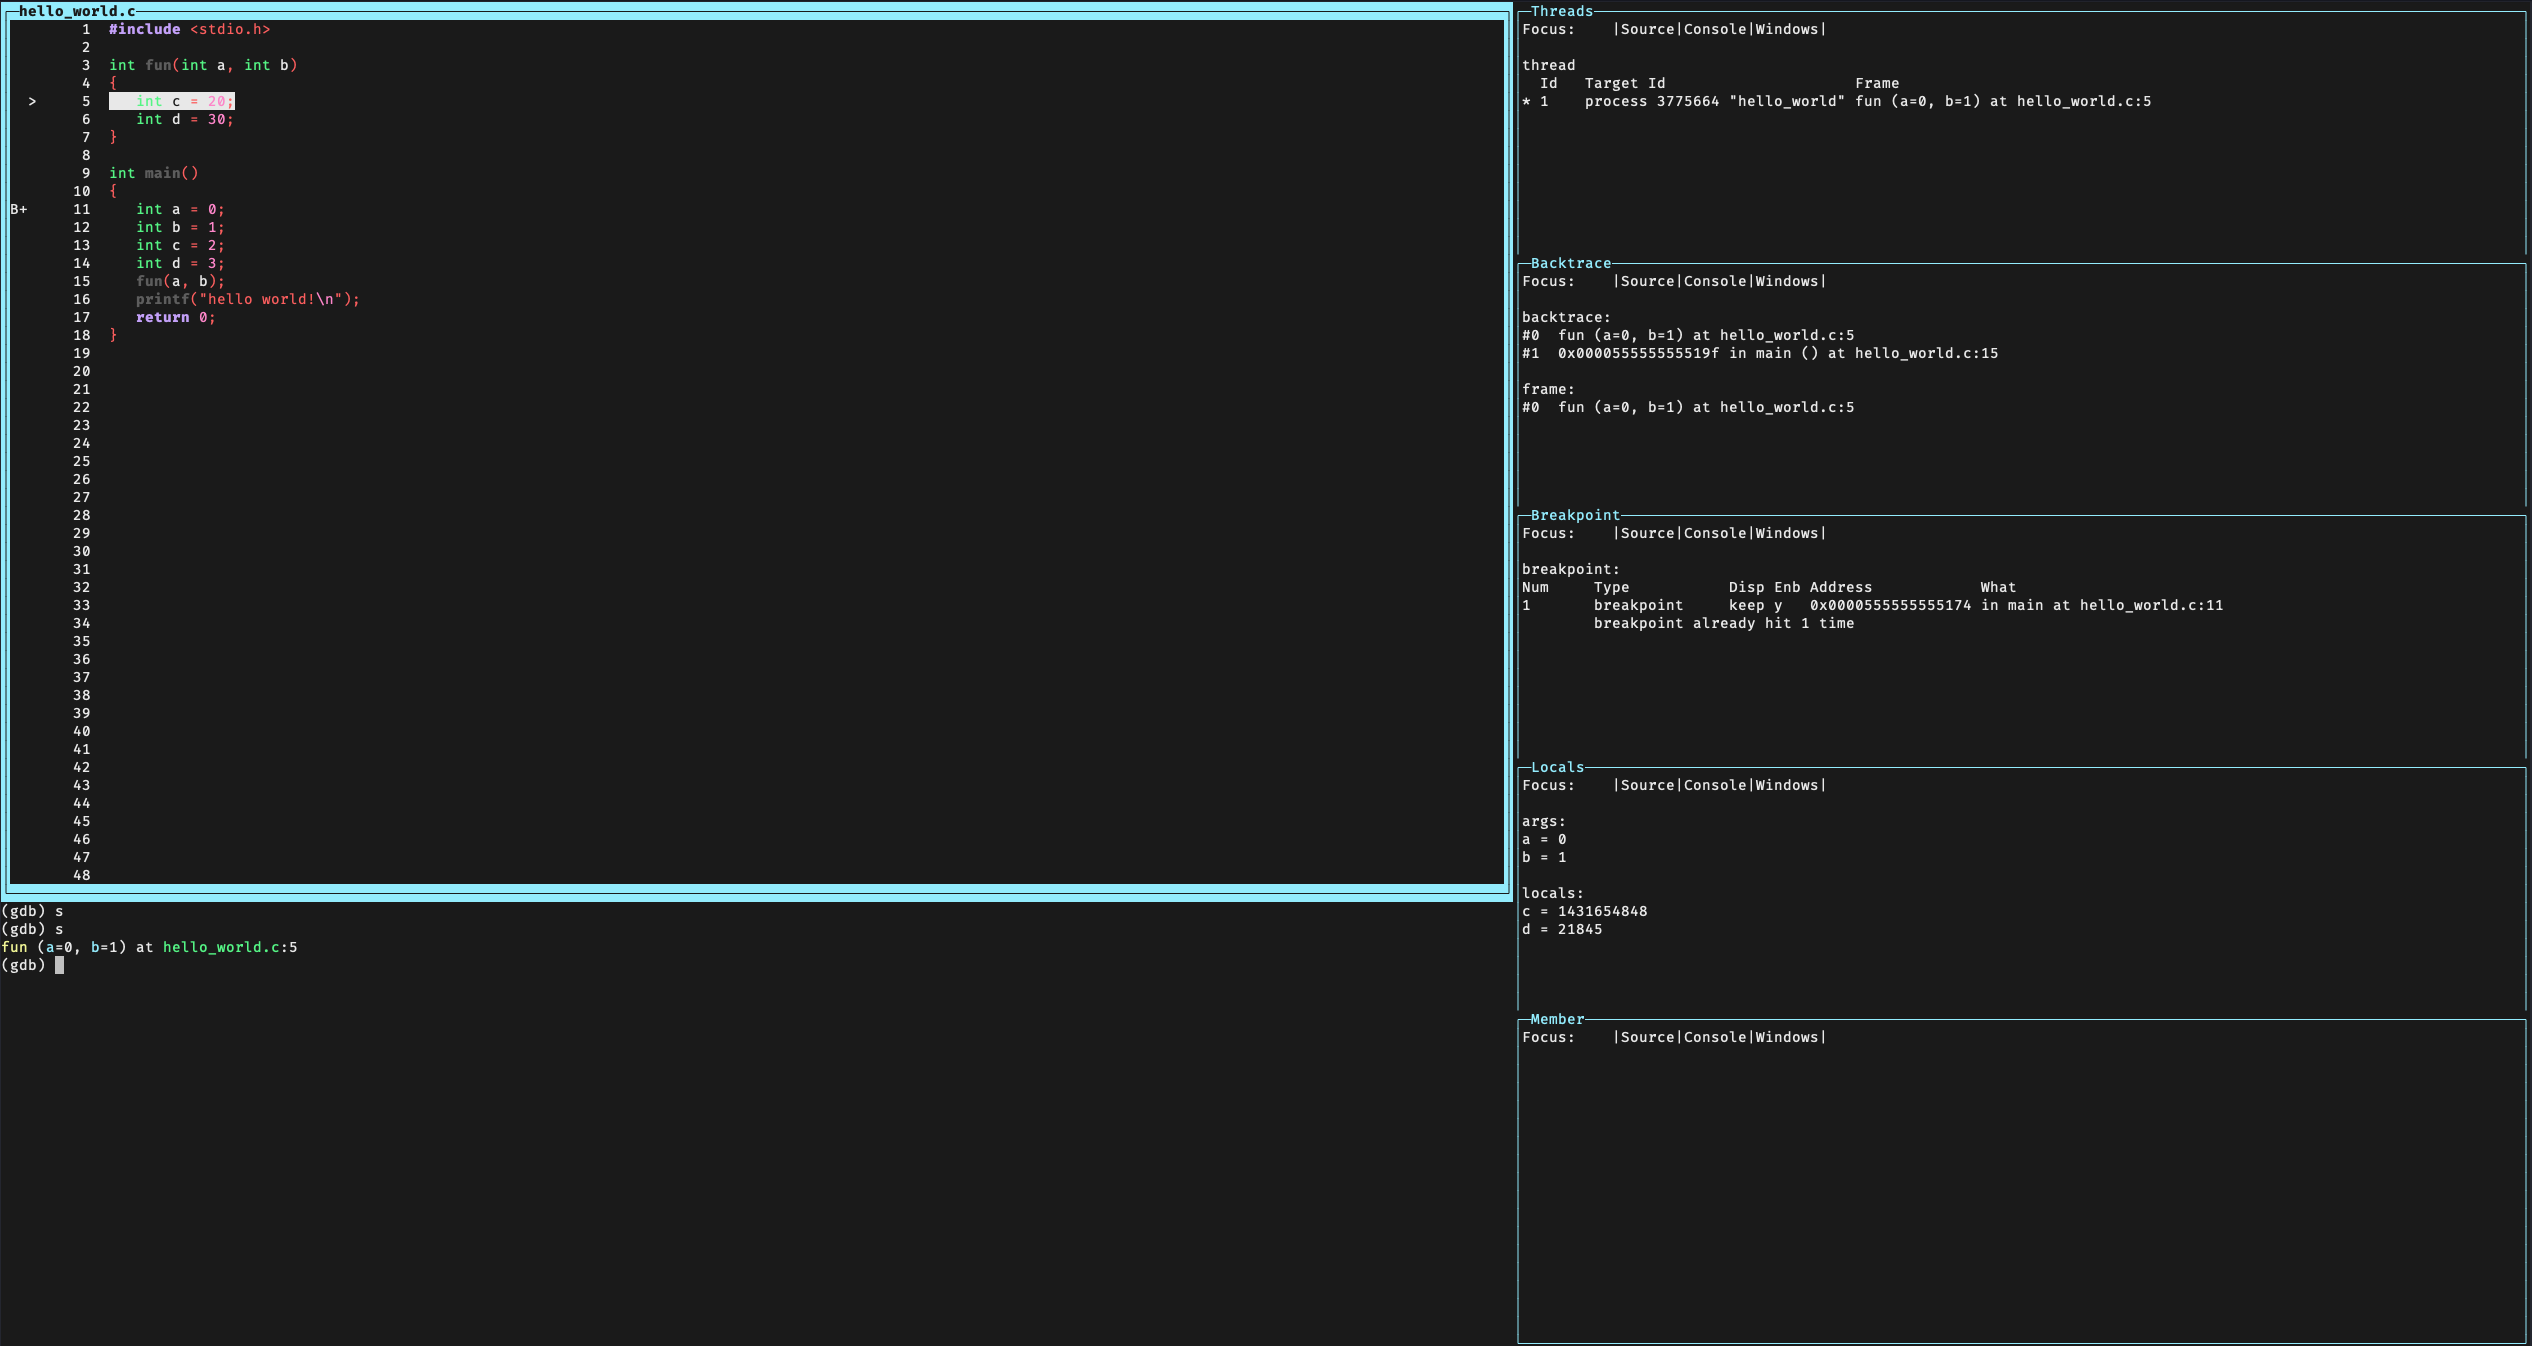 hello_world.c
1 #include <stdio.h>
2
3 int fun(int a, int b)
4 {
> 5    int c = 20;
6    int d = 30;
7 }
8
9 int main()
10 {
B+ 11    int a = 0;
12    int b = 1;
13    int c = 2;
14    int d = 3;
15    fun(a, b);
16    printf("hello world!\n");
17    return 0;
18 }
19
20
21
22
23
24
25
26
27
28
29
30
31
32
33
34
35
36
37
38
39
40
41
42
43
44
45
46
47
48
(gdb) s
(gdb) s
fun (a=0, b=1) at hello_world.c:5
(gdb)
Threads
Focus:    |Source|Console|Windows|
thread
  Id   Target Id                     Frame
* 1    process 3775664 "hello_world" fun (a=0, b=1) at hello_world.c:5
Backtrace
Focus:    |Source|Console|Windows|
backtrace:
#0  fun (a=0, b=1) at hello_world.c:5
#1  0x000055555555519f in main () at hello_world.c:15
frame:
#0  fun (a=0, b=1) at hello_world.c:5
Breakpoint
Focus:    |Source|Console|Windows|
breakpoint:
Num     Type           Disp Enb Address            What
1       breakpoint     keep y   0x0000555555555174 in main at hello_world.c:11
        breakpoint already hit 1 time
Locals
Focus:    |Source|Console|Windows|
args:
a = 0
b = 1
locals:
c = 1431654848
d = 21845
Member
Focus:    |Source|Console|Windows|